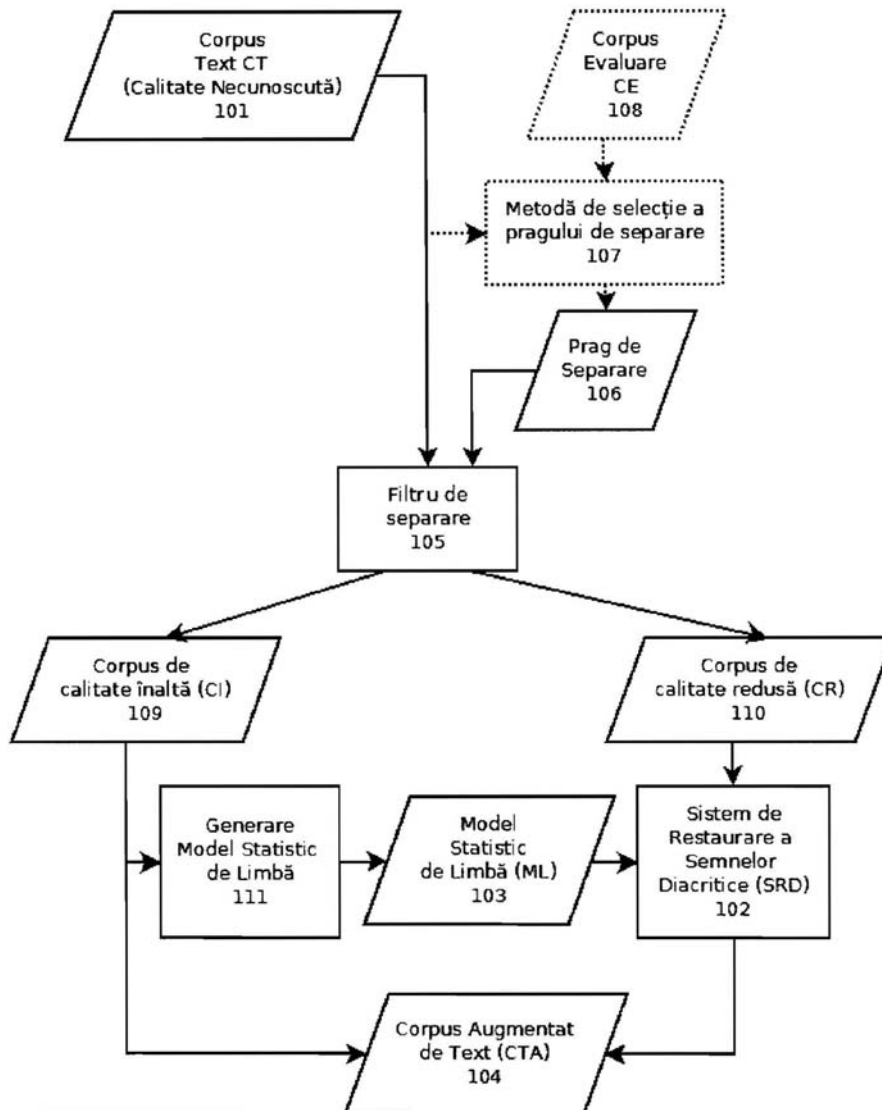 Corpus
Text CT
(Calitate Necunoscută)
101
Corpus
Evaluare
CE
108
Metodă de selecție a
pragului de separare
107
Prag de
Separare
106
Filtru de
separare
105
Corpus de
calitate înaltă (CI)
109
Corpus de
calitate redusă (CR)
110
Generare
Model Statistic
de Limbă
111
Model
Statistic
de Limbă (ML)
103
Sistem de
Restaurare a
Semnelor
Diacritice (SRD)
102
Corpus Augmentat
de Text (CTA)
104